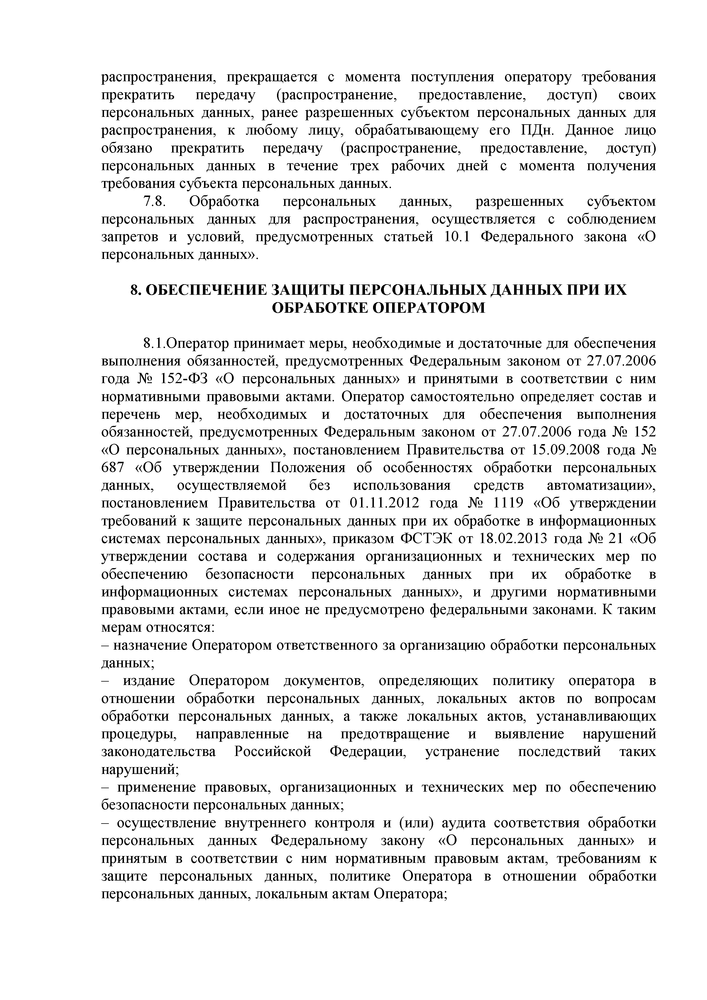 распространения, прекращается с момента поступления оператору требования
прекратить передачу (распространение, предоставление, доступ) своих
персональных данных, ранее разрешенных субъектом персональных данных для
распространения, к любому лицу, обрабатывающему его ПДн. Данное лицо
обязано прекратить передачу (распространение, предоставление, доступ)
персональных данных в течение трех рабочих дней с момента получения
требования субъекта персональных данных.
7.8. Обработка персональных данных, разрешенных субъектом
персональных данных для распространения, осуществляется с соблюдением
запретов и условий, предусмотренных статьей 10.1 Федерального закона «О
персональных данных».
8. ОБЕСПЕЧЕНИЕ ЗАЩИТЫ ПЕРСОНАЛЬНЫХ ДАННЫХ ПРИ ИХ
ОБРАБОТКЕ ОПЕРАТОРОМ
8.1.Оператор принимает меры, необходимые и достаточные для обеспечения
выполнения обязанностей, предусмотренных Федеральным законом от 27.07.2006
года № 152-ФЗ «О персональных данных» и принятыми в соответствии с ним
нормативными правовыми актами. Оператор самостоятельно определяет состав и
перечень мер, необходимых и достаточных для обеспечения выполнения
обязанностей, предусмотренных Федеральным законом от 27.07.2006 года № 152
«О персональных данных», постановлением Правительства от 15.09.2008 года №
687 «Об утверждении Положения об особенностях обработки персональных
данных, осуществляемой без использования средств автоматизации»,
постановлением Правительства от 01.11.2012 года № 1119 «Об утверждении
требований к защите персональных данных при их обработке в информационных
системах персональных данных», приказом ФСТЭК от 18.02.2013 года № 21 «Об
утверждении состава и содержания организационных и технических мер по
обеспечению безопасности персональных данных при их обработке в
информационных системах персональных данных», и другими нормативными
правовыми актами, если иное не предусмотрено федеральными законами. К таким
мерам относятся:
– назначение Оператором ответственного за организацию обработки персональных
данных;
– издание Оператором документов, определяющих политику оператора в
отношении обработки персональных данных, локальных актов по вопросам
обработки персональных данных, а также локальных актов, устанавливающих
процедуры, направленные на предотвращение и выявление нарушений
законодательства Российской Федерации, устранение последствий таких
нарушений;
– применение правовых, организационных и технических мер по обеспечению
безопасности персональных данных;
– осуществление внутреннего контроля и (или) аудита соответствия обработки
персональных данных Федеральному закону «О персональных данных» и
принятым в соответствии с ним нормативным правовым актам, требованиям к
защите персональных данных, политике Оператора в отношении обработки
персональных данных, локальным актам Оператора;